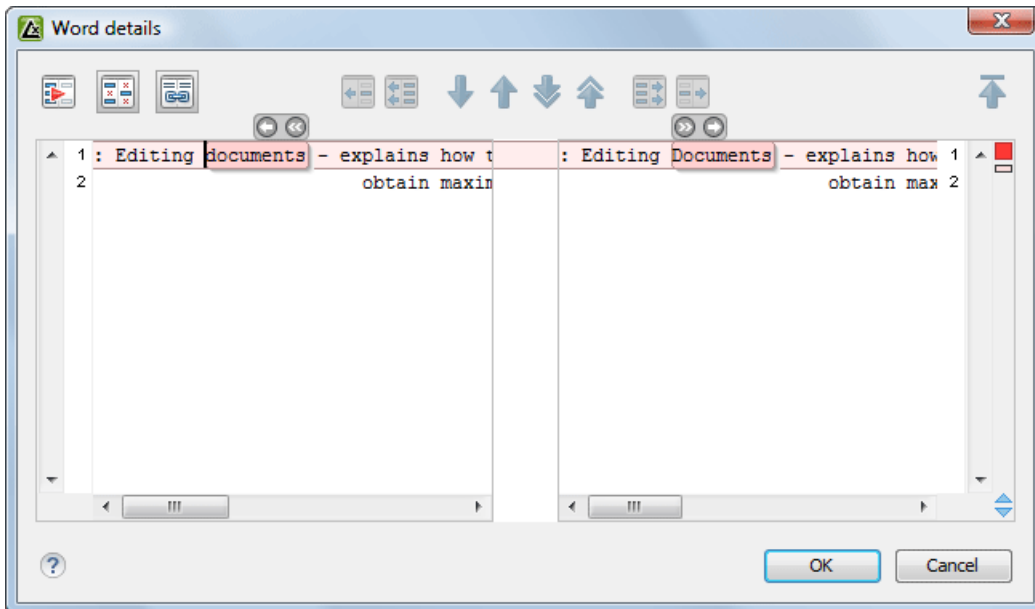 Word details
1 : Editing documents - explains how t
2 obtain maxin
: Editing Documents - explains how 1
obtain max 2
OK
Cancel